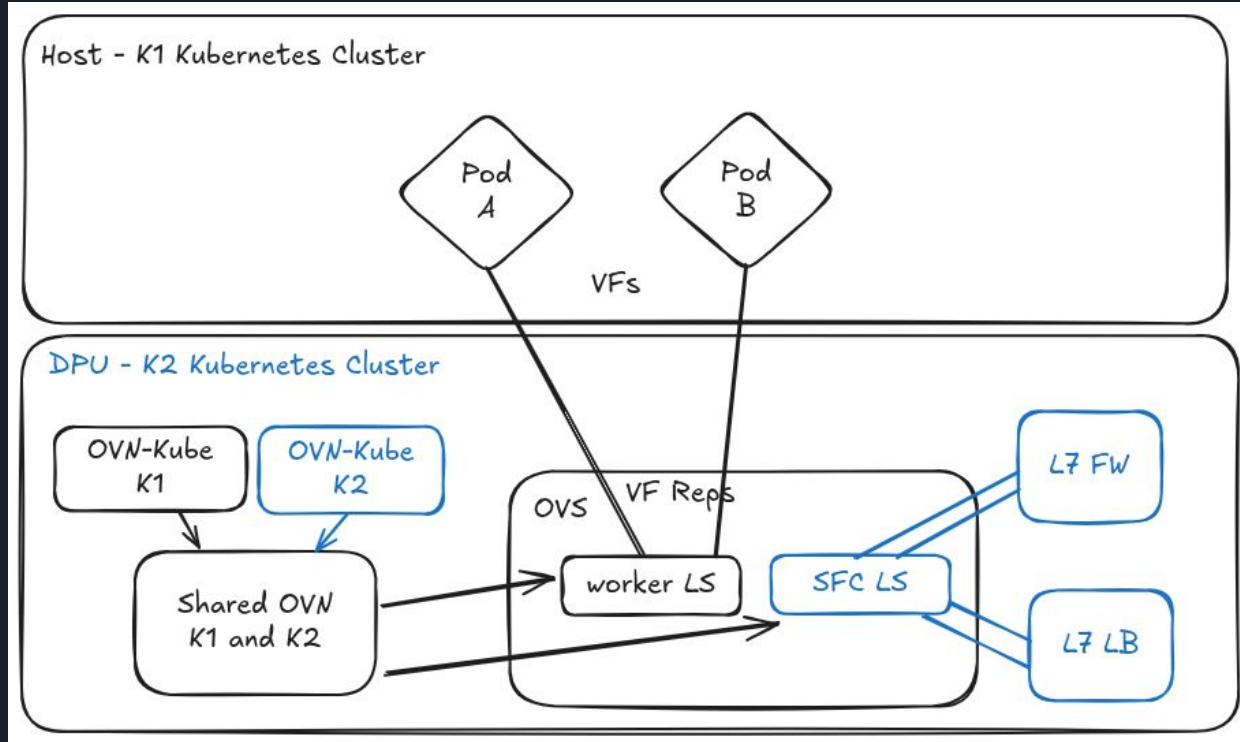 Host - K1 Kubernetes Cluster
Pod
A
Pod
B
VFs
DPU - K2 Kubernetes Cluster
OVN-Kube
K1
OVN-Kube
K2
Shared OVN
K1 and K2
OVS
VF Reps
worker LS
SFC LS
L7 FW
L7 LB